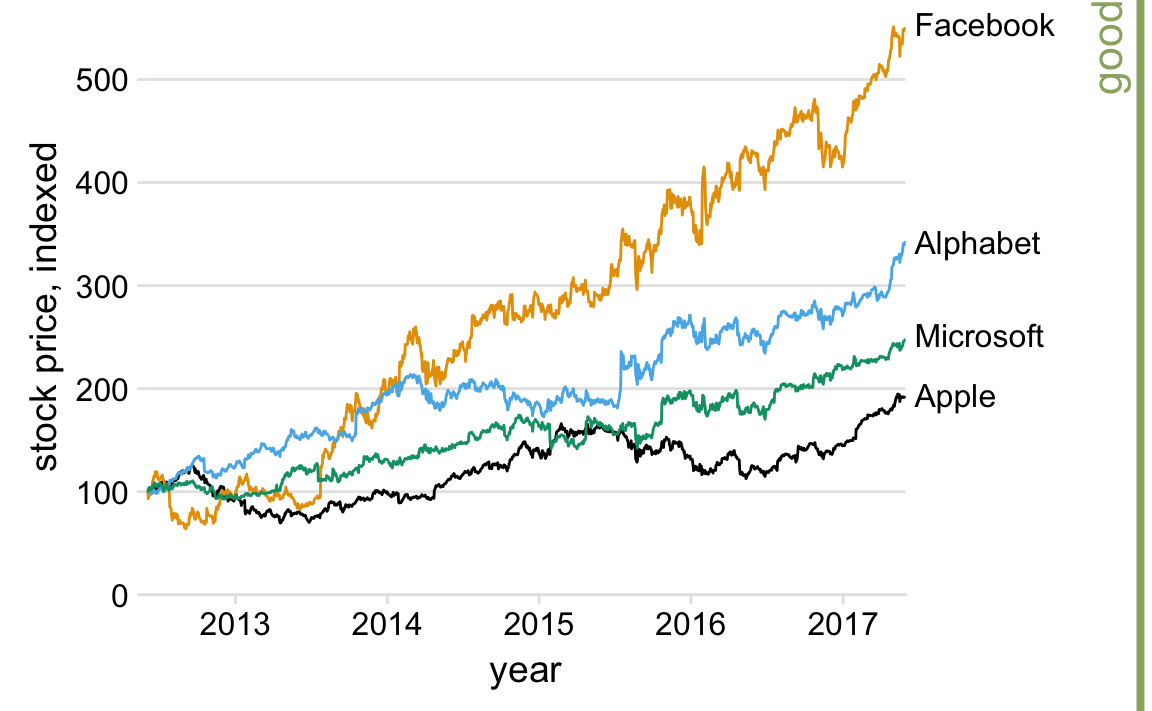 Facebook
good
500
400
Alphabet
300
Microsoft
200
Apple
100
0
stock price, indexed
2013 2014 2015 2016 2017
year